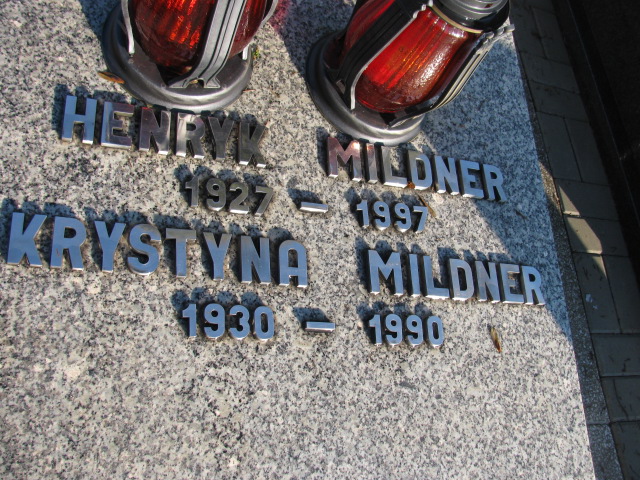 HENRYK MILDNER
1927 – 1997
KRYSTYNA MILDNER
1930 – 1990